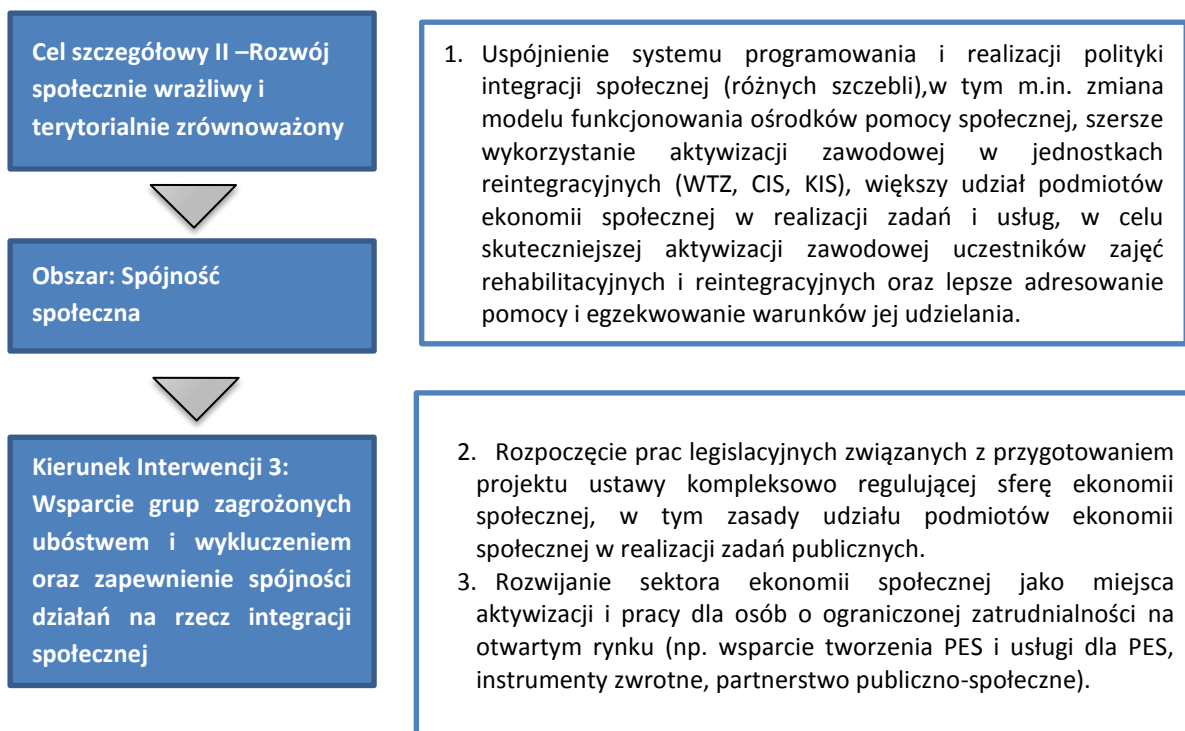 Cel szczegółowy II –Rozwój
społecznie wrażliwy i
terytorialnie zrównoważony
Obszar: Spójność
społeczna
Kierunek Interwencji 3:
Wsparcie grup zagrożonych
ubóstwem i wykluczeniem
oraz zapewnienie spójności
działań na rzecz integracji
społecznej
1. Uspójnienie systemu programowania i realizacji polityki
integracji społecznej (różnych szczebli),w tym m.in. zmiana
modelu funkcjonowania ośrodków pomocy społecznej, szersze
wykorzystanie aktywizacji zawodowej w jednostkach
reintegracyjnych (WTZ, CIS, KIS), większy udział podmiotów
ekonomii społecznej w realizacji zadań i usług, w celu
skuteczniejszej aktywizacji zawodowej uczestników zajęć
rehabilitacyjnych i reintegracyjnych oraz lepsze adresowanie
pomocy i egzekwowanie warunków jej udzielania.
2. Rozpoczęcie prac legislacyjnych związanych z przygotowaniem
projektu ustawy kompleksowo regulującej sferę ekonomii
społecznej, w tym zasady udziału podmiotów ekonomii
społecznej w realizacji zadań publicznych.
3. Rozwijanie sektora ekonomii społecznej jako miejsca
aktywizacji i pracy dla osób o ograniczonej zatrudnialności na
otwartym rynku (np. wsparcie tworzenia PES i usługi dla PES,
instrumenty zwrotne, partnerstwo publiczno-społeczne).